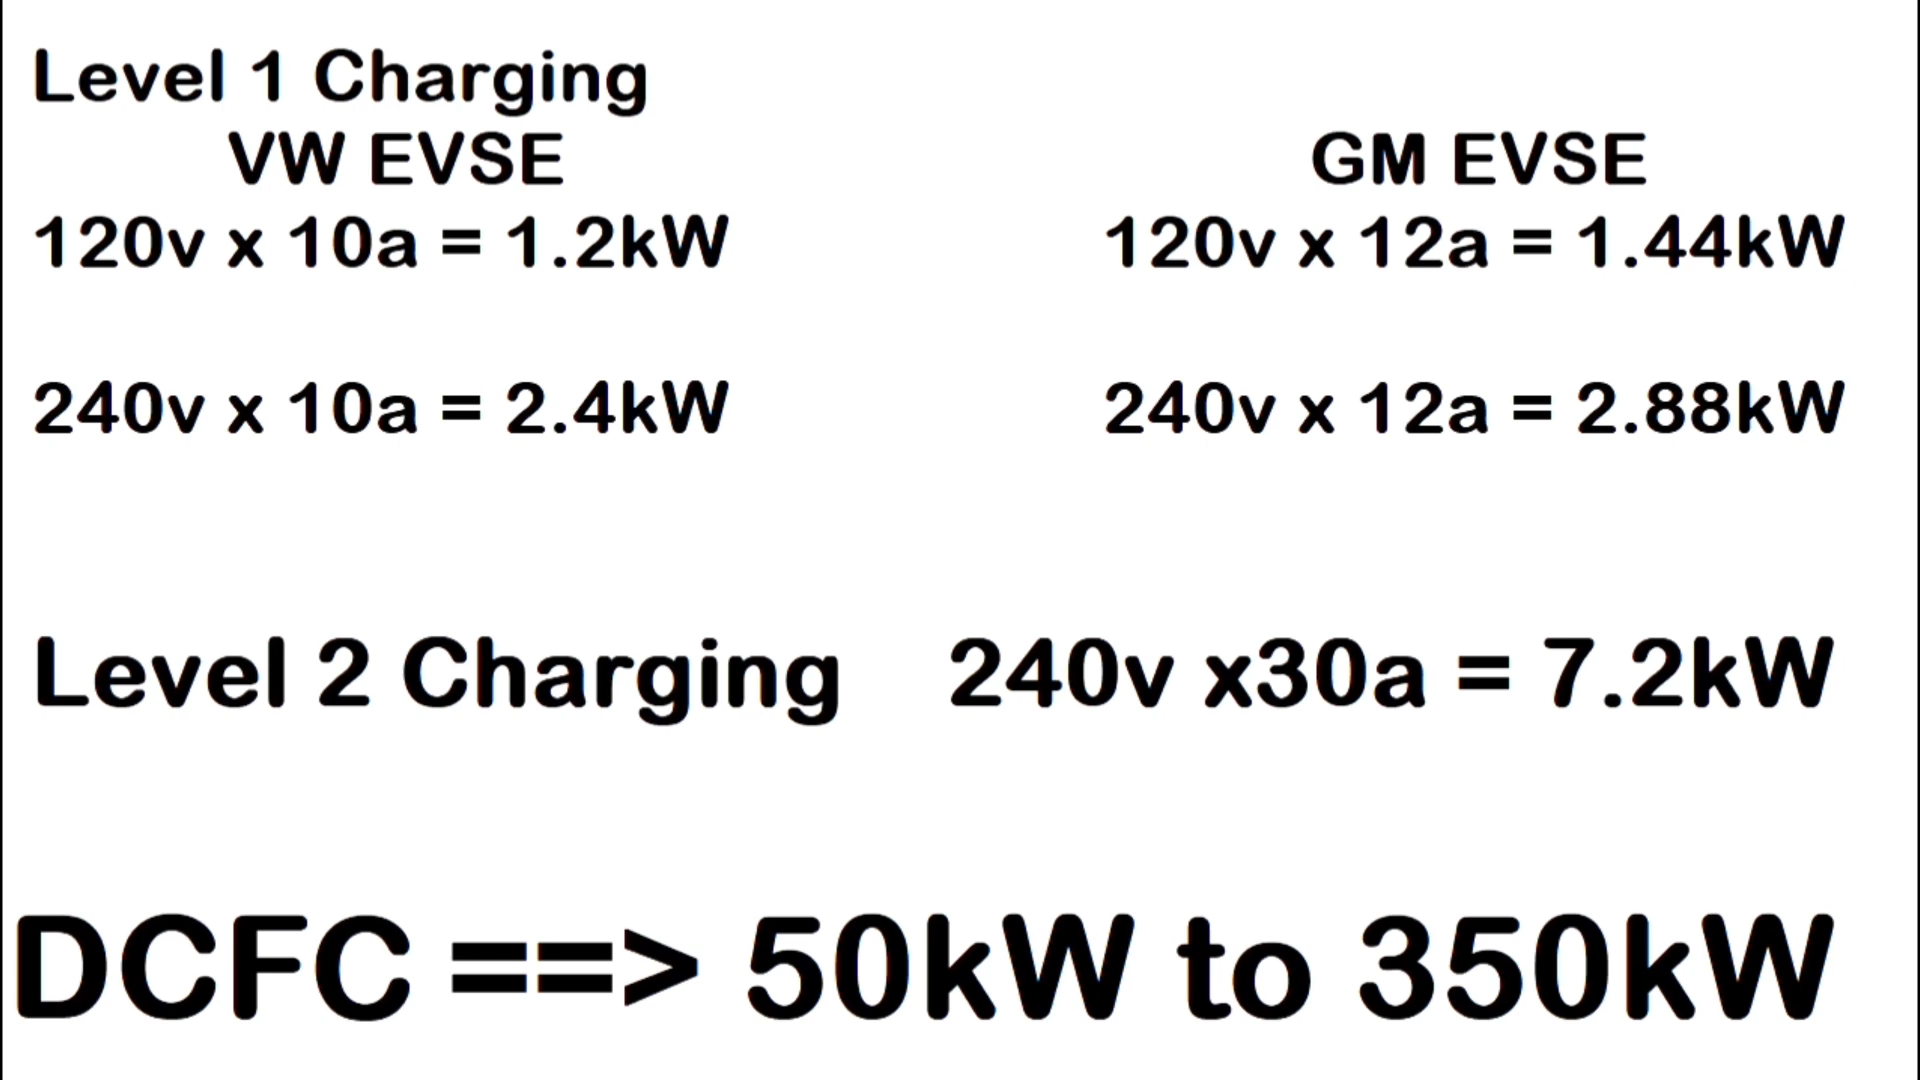 Level 1 Charging
VW EVSE GM EVSE
120v x 10a = 1.2kW 120v x 12a = 1.44kW
240v x 10a = 2.4kW 240v x 12a = 2.88kW
Level 2 Charging 240v x30a = 7.2kW
DCFC ==> 50kW to 350kW